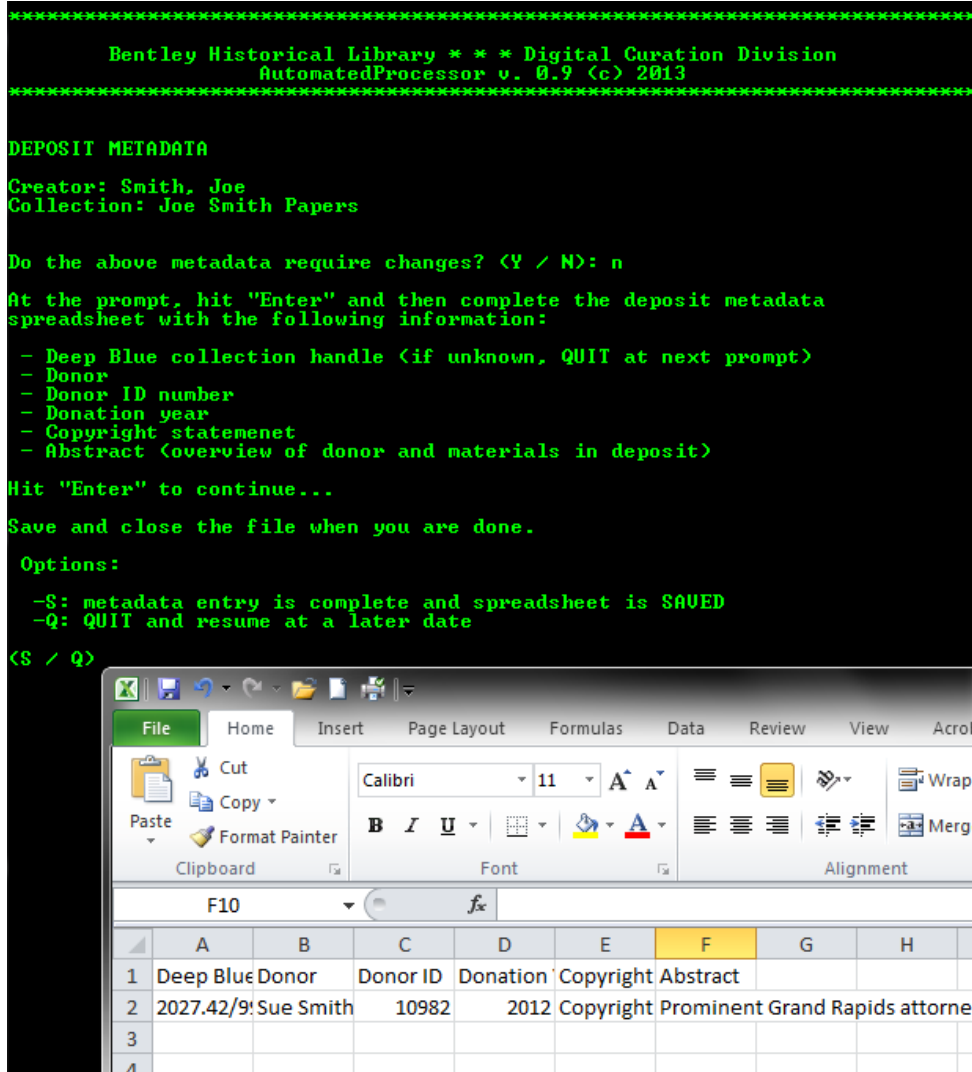 ********************************************************************************
Bentley Historical Library * * * Digital Curation Division
AutomatedProcessor v. 0.9 (c) 2013
********************************************************************************
DEPOSIT METADATA
Creator: Smith, Joe
Collection: Joe Smith Papers
Do the above metadata require changes? (Y / N): n
At the prompt, hit "Enter" and then complete the deposit metadata
spreadsheet with the following information:
- Deep Blue collection handle (if unknown, QUIT at next prompt)
- Donor
- Donor ID number
- Donation year
- Copyright statemenet
- Abstract (overview of donor and materials in deposit)
Hit "Enter" to continue...
Save and close the file when you are done.
Options:
-S: metadata entry is complete and spreadsheet is SAVED
-Q: QUIT and resume at a later date
(S / Q)
File Home Insert Page Layout Formulas Data Review View Acro
Cut
Calibri 11 A A Wrap
Copy
Paste
Format Painter B I U A Merg
Clipboard Font Alignment
F10 fx
A B C D E F G H
1 Deep Blue Donor Donor ID Donation Copyright Abstract
2 2027.42/9 Sue Smith 10982 2012 Copyright Prominent Grand Rapids attorne
3
4